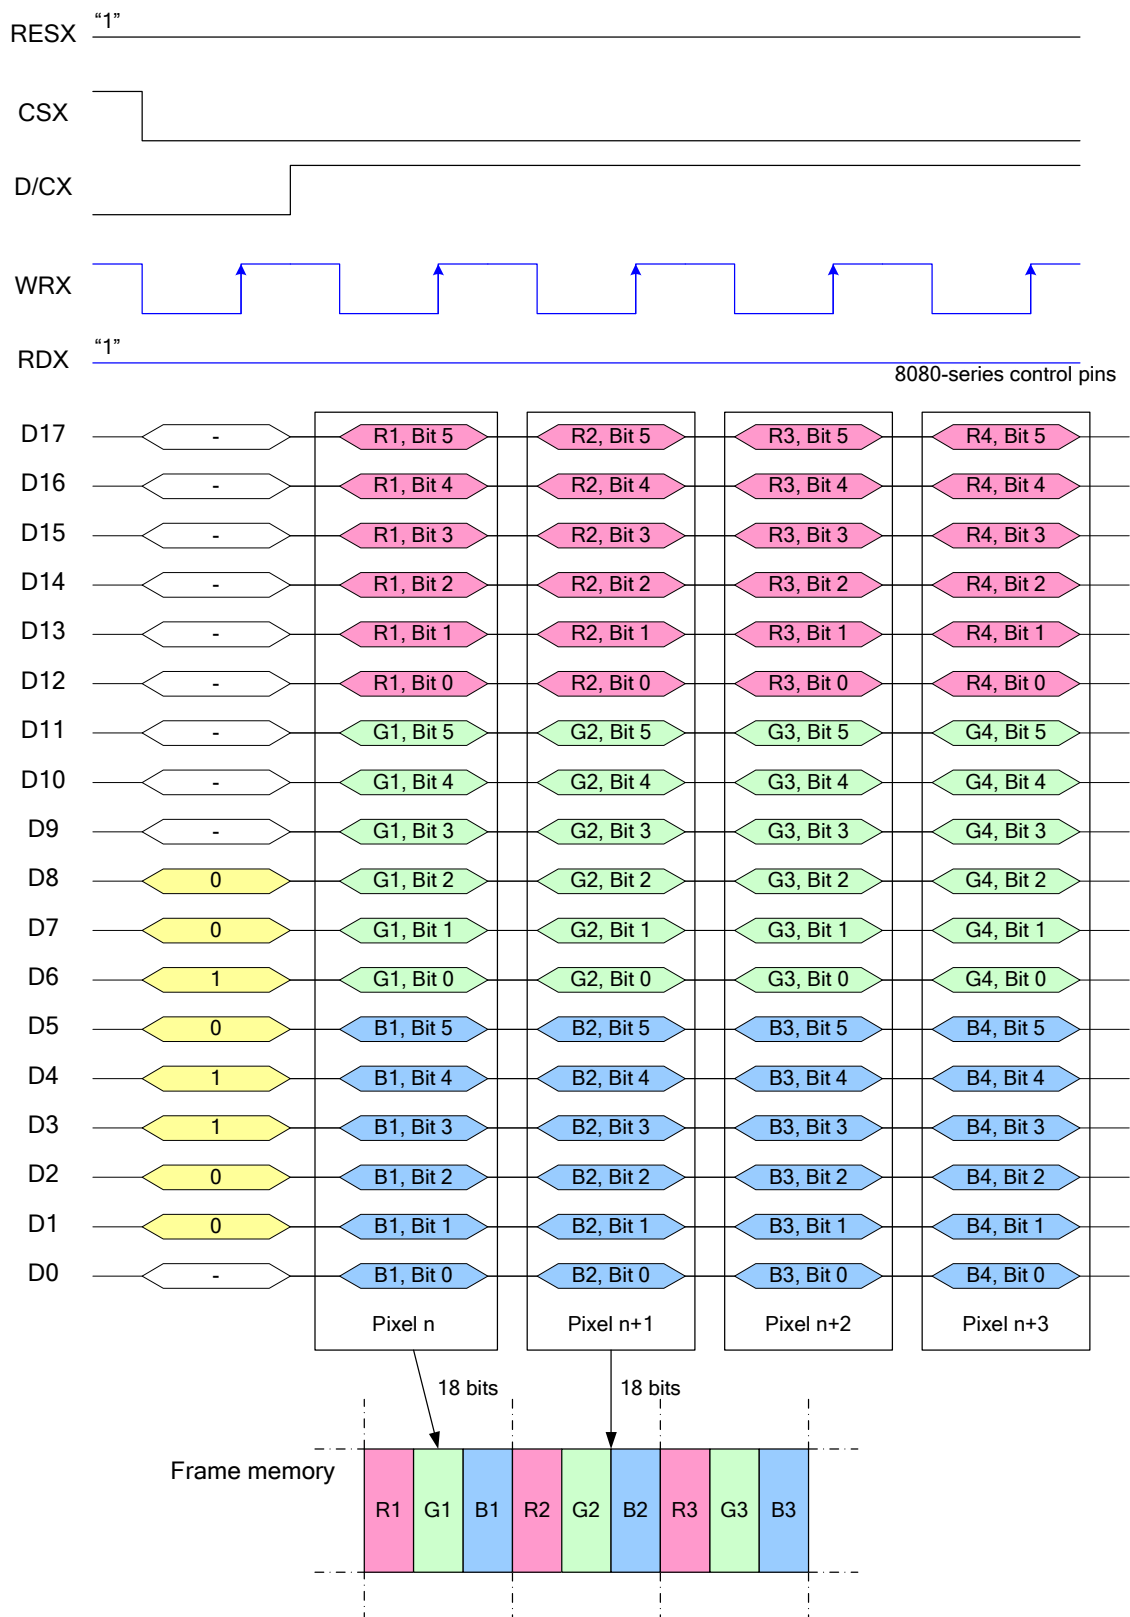 RESX “1”
CSX
D/CX
WRX
RDX “1”
8080-series control pins
D17 - R1, Bit 5 R2, Bit 5 R3, Bit 5 R4, Bit 5
D16 - R1, Bit 4 R2, Bit 4 R3, Bit 4 R4, Bit 4
D15 - R1, Bit 3 R2, Bit 3 R3, Bit 3 R4, Bit 3
D14 - R1, Bit 2 R2, Bit 2 R3, Bit 2 R4, Bit 2
D13 - R1, Bit 1 R2, Bit 1 R3, Bit 1 R4, Bit 1
D12 - R1, Bit 0 R2, Bit 0 R3, Bit 0 R4, Bit 0
D11 - G1, Bit 5 G2, Bit 5 G3, Bit 5 G4, Bit 5
D10 - G1, Bit 4 G2, Bit 4 G3, Bit 4 G4, Bit 4
D9 - G1, Bit 3 G2, Bit 3 G3, Bit 3 G4, Bit 3
D8 0 G1, Bit 2 G2, Bit 2 G3, Bit 2 G4, Bit 2
D7 0 G1, Bit 1 G2, Bit 1 G3, Bit 1 G4, Bit 1
D6 1 G1, Bit 0 G2, Bit 0 G3, Bit 0 G4, Bit 0
D5 0 B1, Bit 5 B2, Bit 5 B3, Bit 5 B4, Bit 5
D4 1 B1, Bit 4 B2, Bit 4 B3, Bit 4 B4, Bit 4
D3 1 B1, Bit 3 B2, Bit 3 B3, Bit 3 B4, Bit 3
D2 0 B1, Bit 2 B2, Bit 2 B3, Bit 2 B4, Bit 2
D1 0 B1, Bit 1 B2, Bit 1 B3, Bit 1 B4, Bit 1
D0 - B1, Bit 0 B2, Bit 0 B3, Bit 0 B4, Bit 0
Pixel n Pixel n+1 Pixel n+2 Pixel n+3
18 bits 18 bits
Frame memory
R1 G1 B1 R2 G2 B2 R3 G3 B3